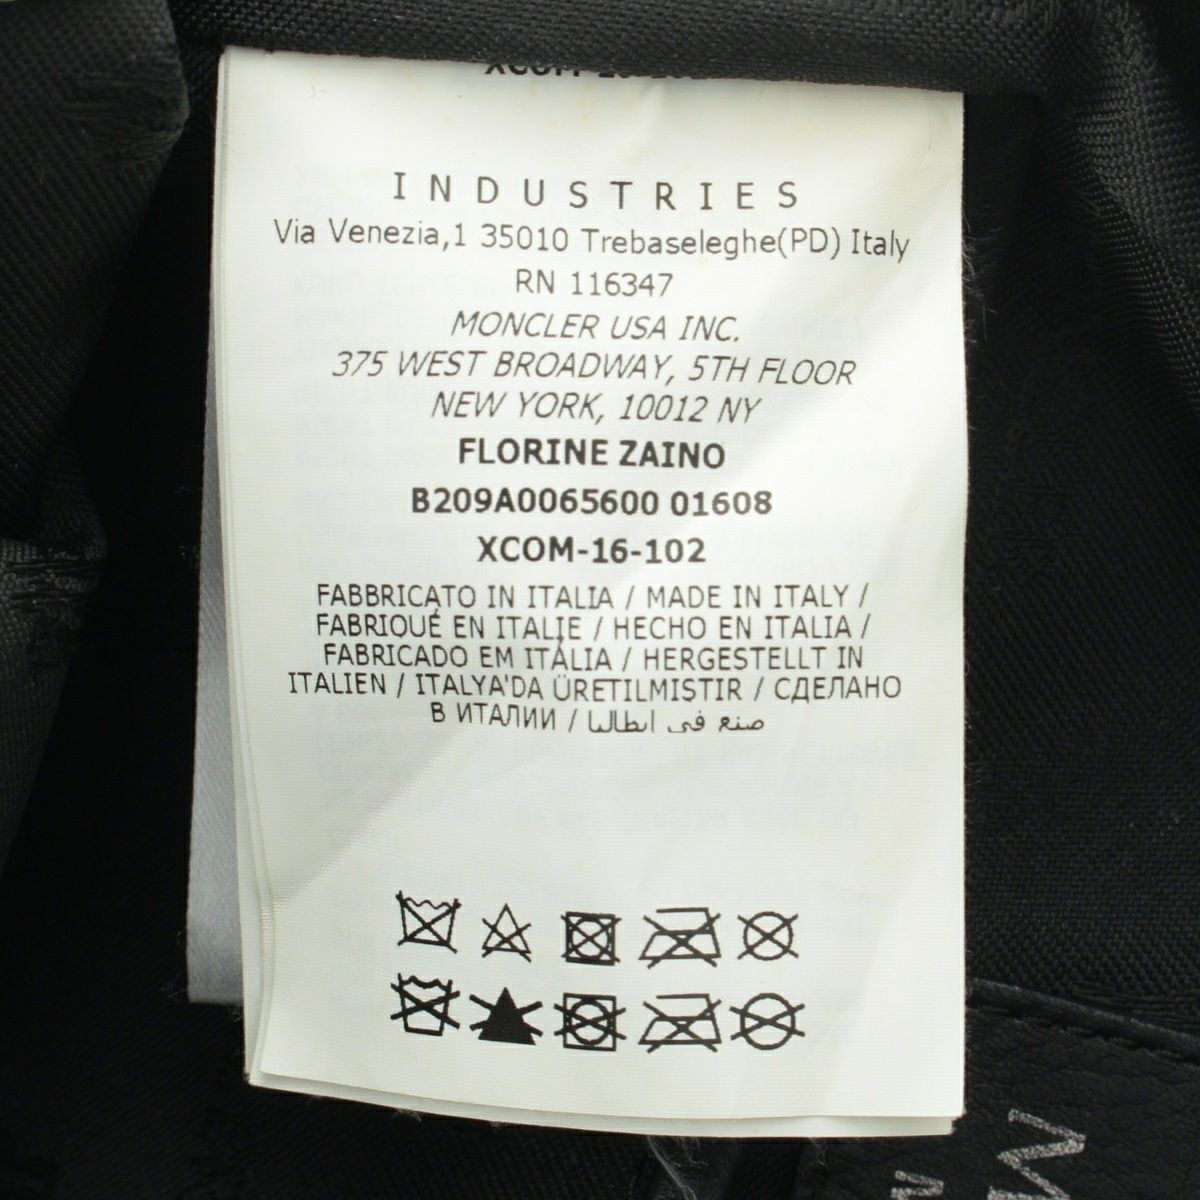 I N D U S T R I E S
Via Venezia,1 35010 Trebaseleghe(PD) Italy
RN 116347
MONCLER USA INC.
375 WEST BROADWAY, 5TH FLOOR
NEW YORK, 10012 NY
FLORINE ZAINO
B209A0065600 01608
XCOM-16-102
FABBRICATO IN ITALIA / MADE IN ITALY /
FABRIQUÉ EN ITALIE / HECHO EN ITALIA /
FABRICADO EM ITÁLIA / HERGESTELLT IN
ITALIEN / ITALYA'DA ÜRETILMISTIR / СДЕЛАНО
В ИТАЛИИ / صنع في ايطاليا